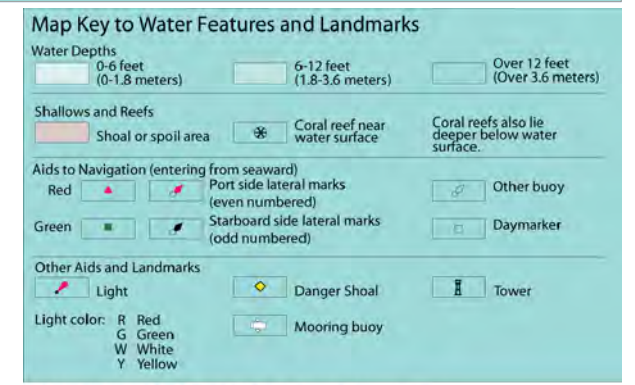 Map Key to Water Features and Landmarks
Water Depths
0-6 feet
(0-1.8 meters)
6-12 feet
(1.8-3.6 meters)
Over 12 feet
(Over 3.6 meters)
Shallows and Reefs
Shoal or spoil area
Coral reef near
water surface
Coral reefs also lie
deeper below water
surface.
Aids to Navigation (entering from seaward)
Red
Port side lateral marks
(even numbered)
Other buoy
Green
Starboard side lateral marks
(odd numbered)
Daymarker
Other Aids and Landmarks
Light
Danger Shoal
Tower
Light color: R Red
G Green
W White
Y Yellow
Mooring buoy